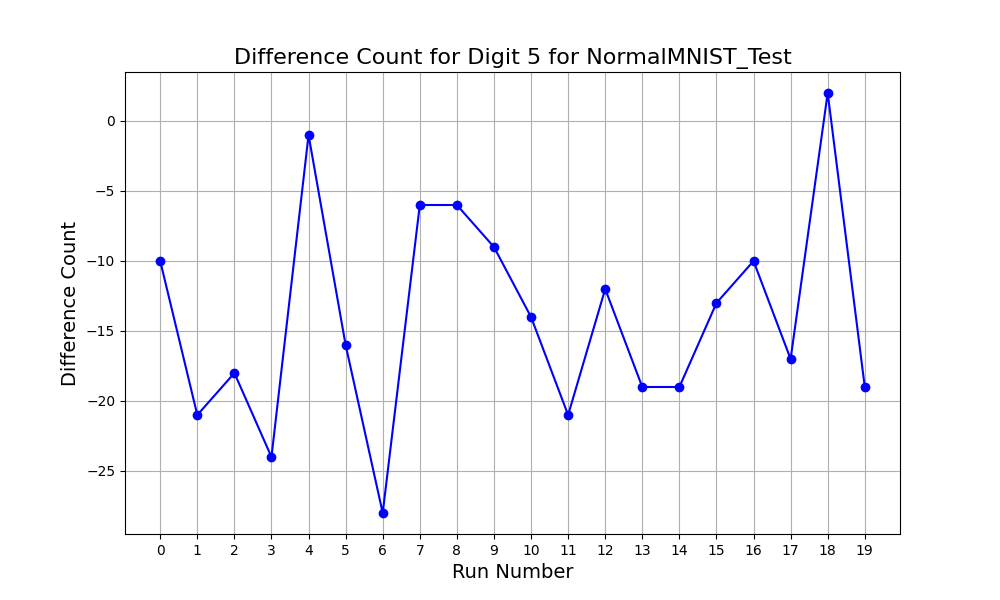 Difference Count for Digit 5 for NormalMNIST_Test
Difference Count
0
−5
−10
−15
−20
−25
0 1 2 3 4 5 6 7 8 9 10 11 12 13 14 15 16 17 18 19
Run Number